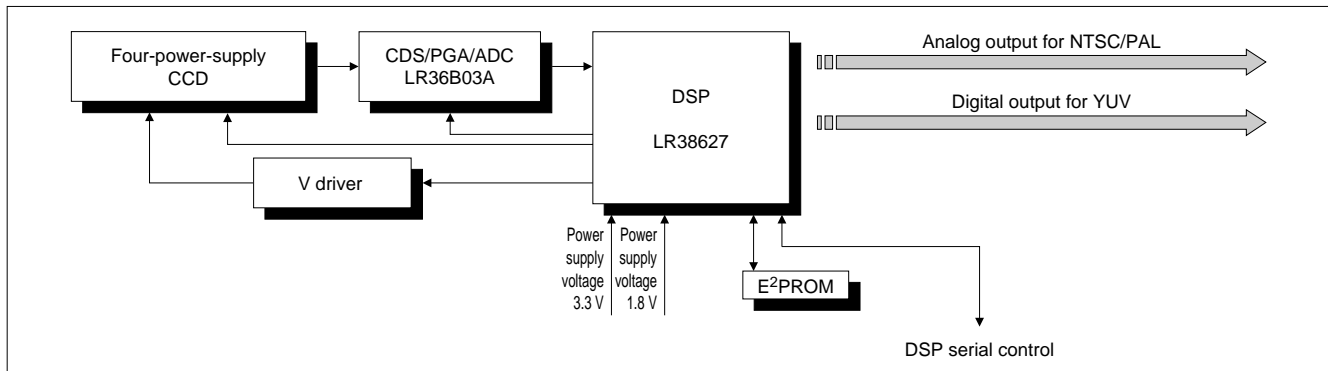 Four-power-supply
CCD
CDS/PGA/ADC
LR36B03A
DSP
LR38627
Analog output for NTSC/PAL
Digital output for YUV
V driver
Power
supply
voltage
3.3 V
Power
supply
voltage
1.8 V
E²PROM
DSP serial control